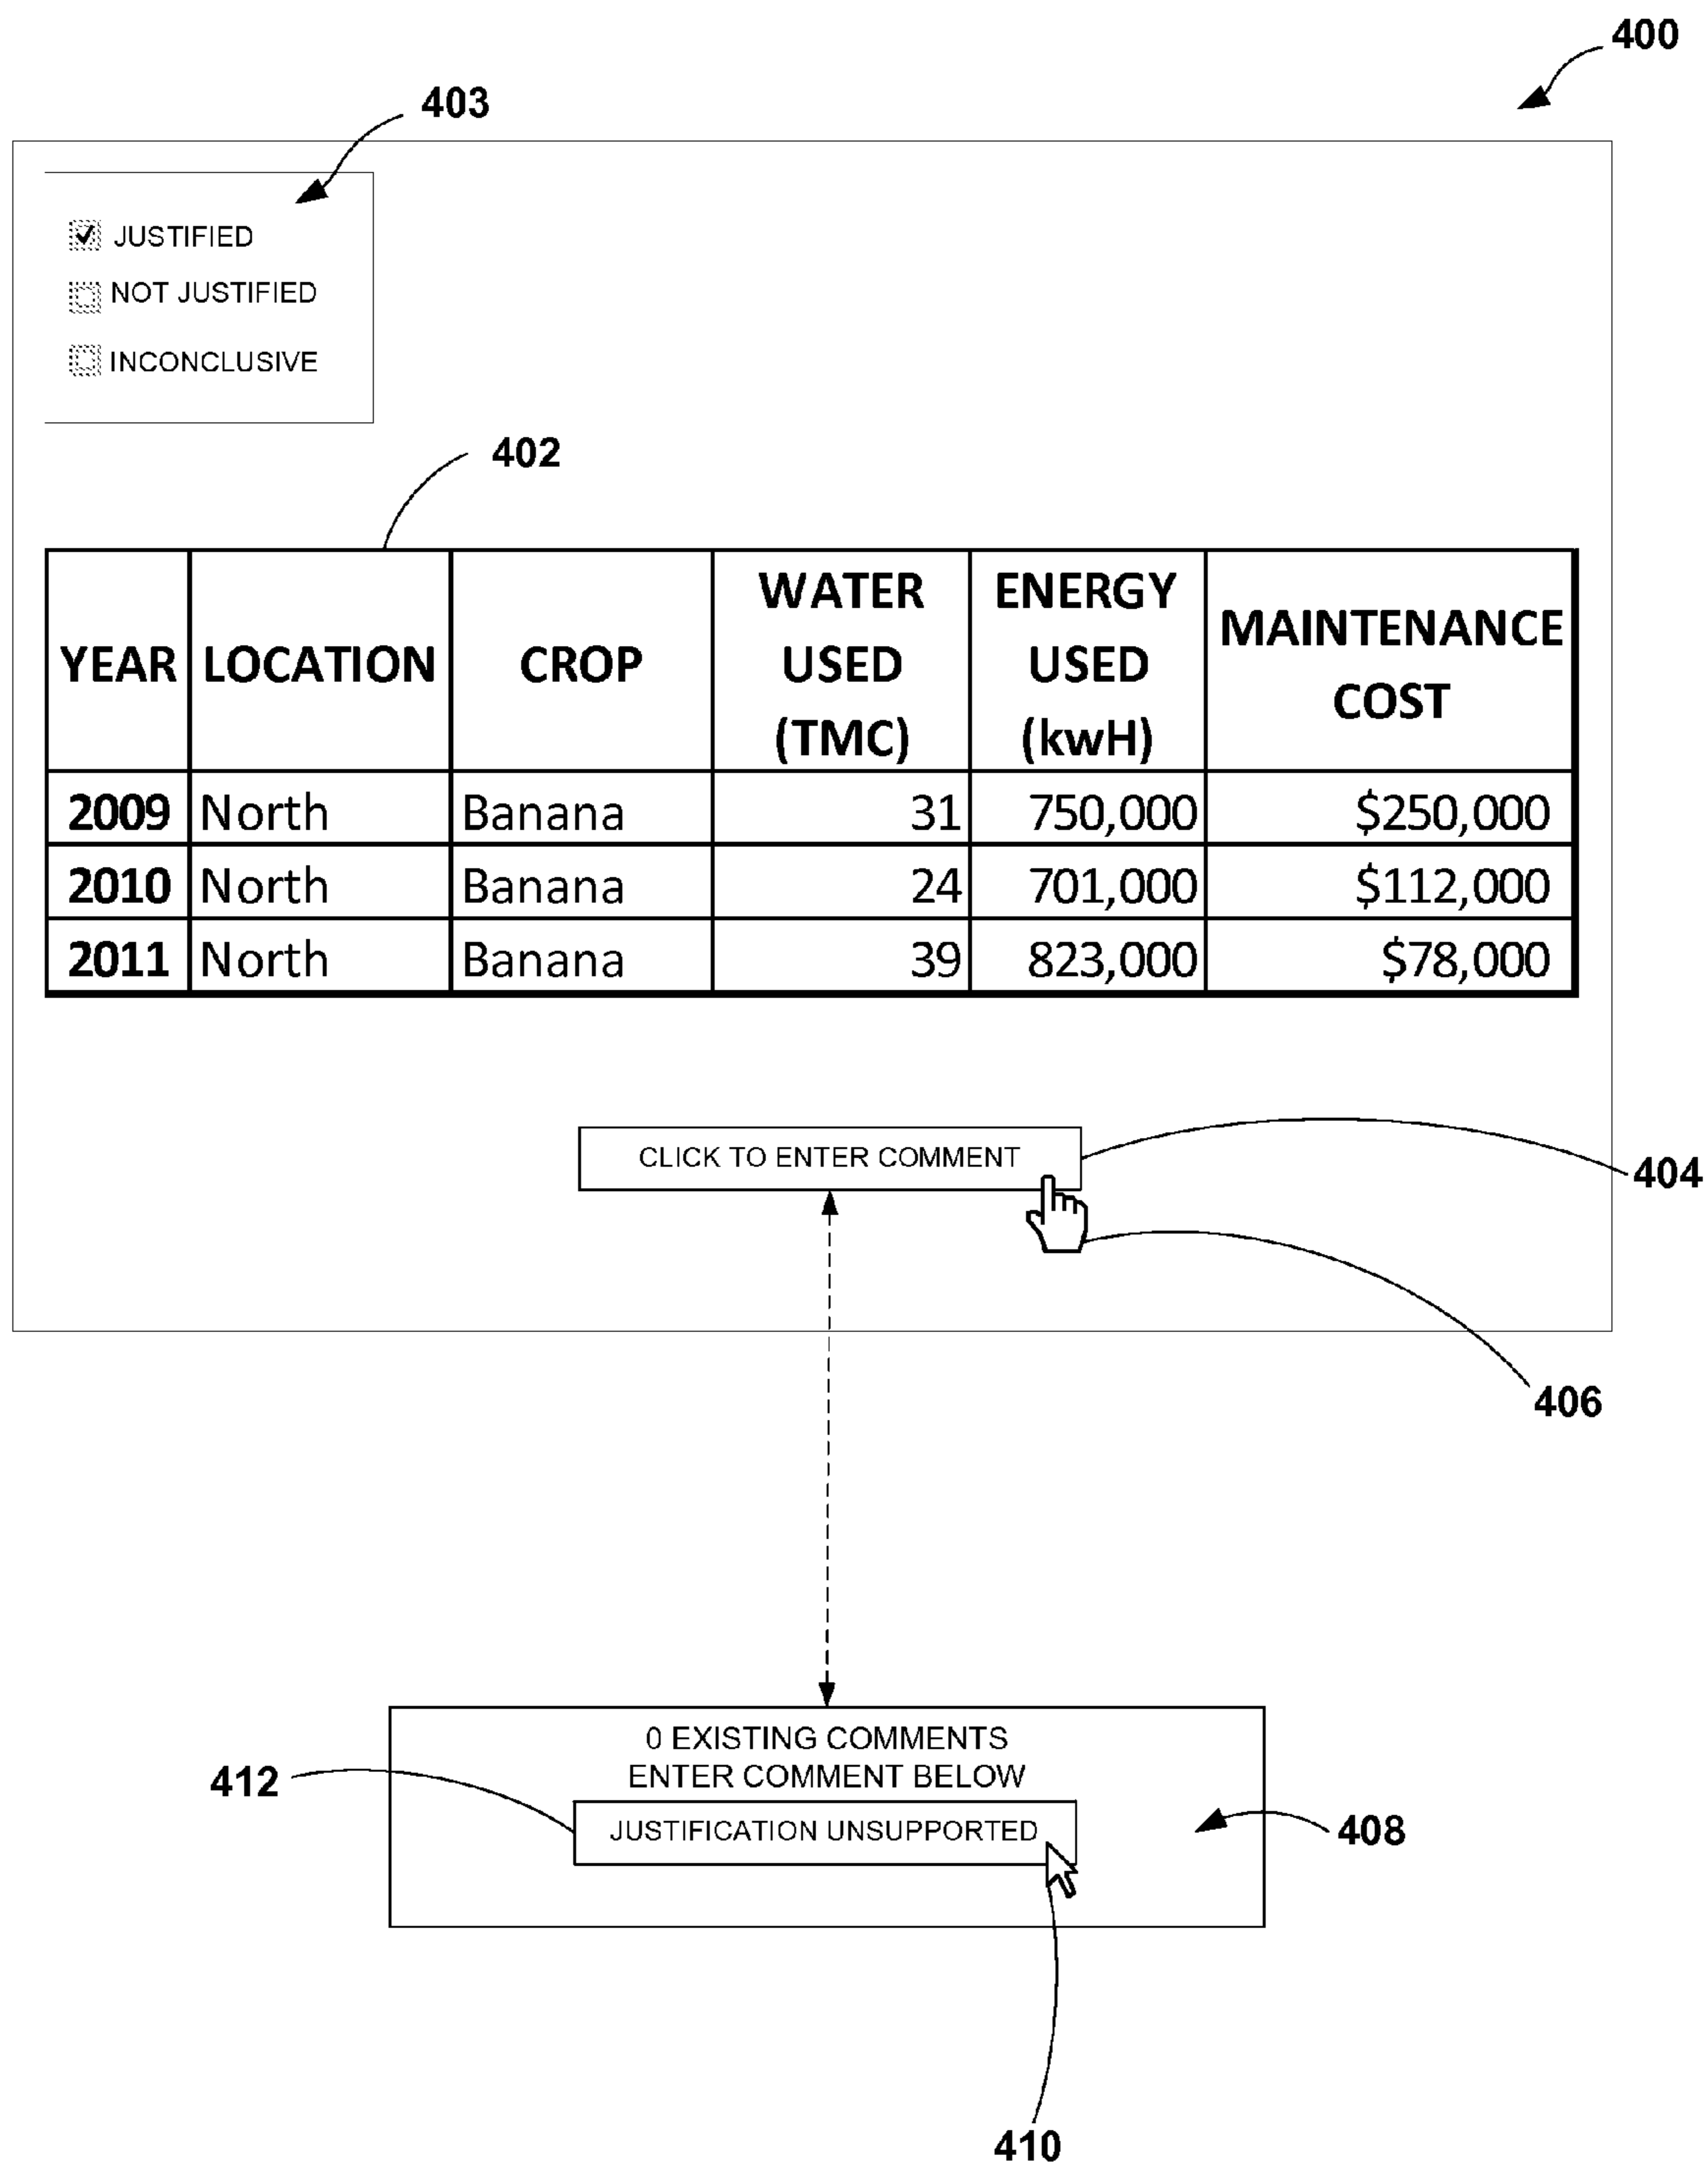 400
403
JUSTIFIED
NOT JUSTIFIED
INCONCLUSIVE
402
YEAR LOCATION CROP WATER USED (TMC) ENERGY USED (kwH) MAINTENANCE COST
2009 North Banana 31 750,000 $250,000
2010 North Banana 24 701,000 $112,000
2011 North Banana 39 823,000 $78,000
CLICK TO ENTER COMMENT
404
406
0 EXISTING COMMENTS
ENTER COMMENT BELOW
412
JUSTIFICATION UNSUPPORTED
408
410